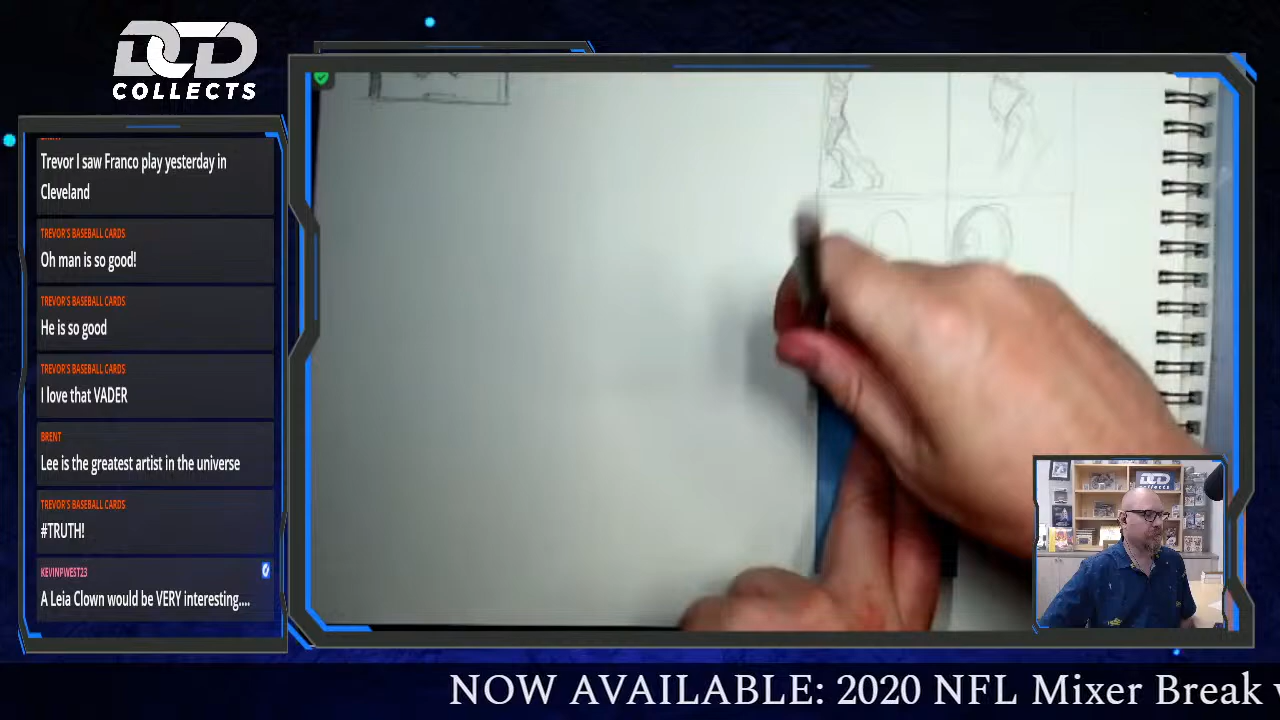 DCD
COLLECTS
Trevor I saw Franco play yesterday in
Cleveland
TREVOR'S BASEBALL CARDS
Oh man is so good!
TREVOR'S BASEBALL CARDS
He is so good
TREVOR'S BASEBALL CARDS
I love that VADER
BRENT
Lee is the greatest artist in the universe
TREVOR'S BASEBALL CARDS
#TRUTH!
KEVINPWEST23
A Leia Clown would be VERY interesting....
NOW AVAILABLE: 2020 NFL Mixer Break